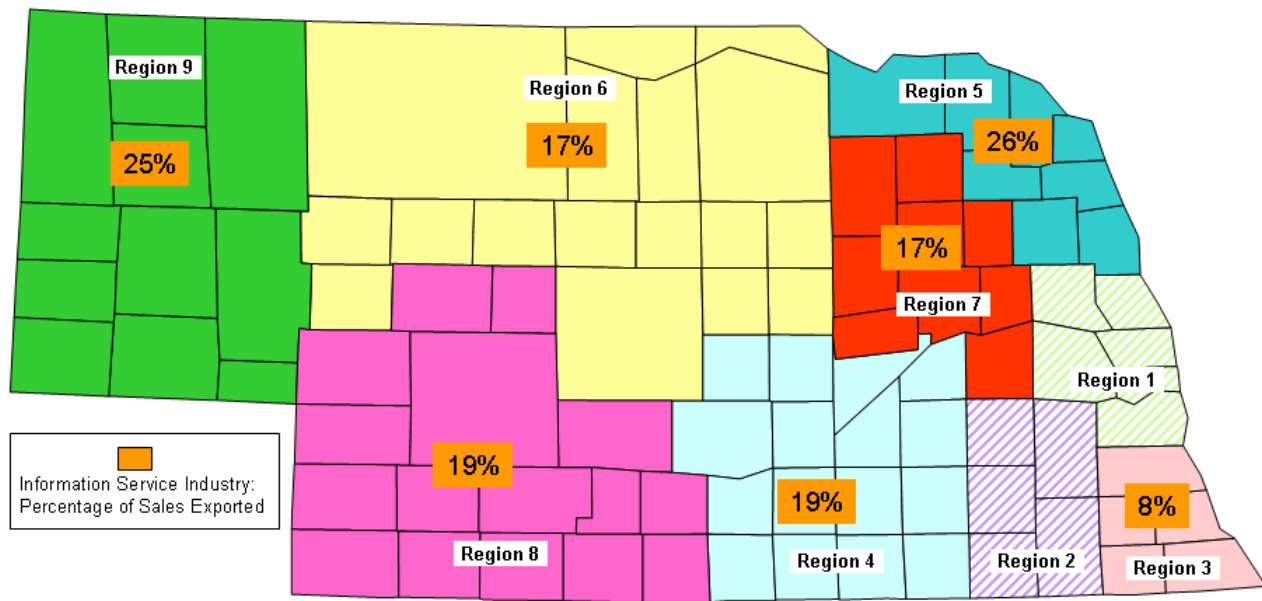 Region 9
25%
Region 6
17%
Region 5
26%
17%
Region 7
Region 1
Information Service Industry:
Percentage of Sales Exported
19%
Region 8
19%
Region 4
Region 2
8%
Region 3